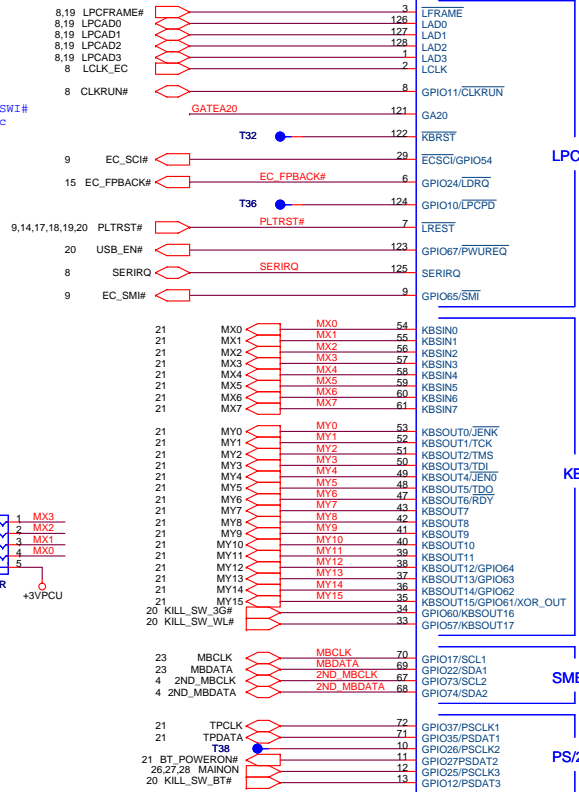 8,19 LPCFRAME# 3 LFRAME
8,19 LPCAD0 126 LAD0
8,19 LPCAD1 127 LAD1
8,19 LPCAD2 128 LAD2
8,19 LPCAD3 1 LAD3
8 LCLK_EC 2 LCLK
8 CLKRUN# 8 GPIO11/CLKRUN
SWI#
c
GATEA20 121 GA20
T32 122 KBRST
9 EC_SCI# 29 ECSCI/GPIO54
LPC
15 EC_FPBACK# EC_FPBACK# 6 GPIO24/LDRQ
T36 124 GPIO10/LPCPD
9,14,17,18,19,20 PLTRST# PLTRST# 7 LREST
20 USB_EN# 123 GPIO67/PWUREQ
8 SERIRQ SERIRQ 125 SERIRQ
9 EC_SMI# 9 GPIO65/SMI
21 MX0 MX0 54 KBSIN0
21 MX1 MX1 55 KBSIN1
21 MX2 MX2 56 KBSIN2
21 MX3 MX3 57 KBSIN3
21 MX4 MX4 58 KBSIN4
21 MX5 MX5 59 KBSIN5
21 MX6 MX6 60 KBSIN6
21 MX7 MX7 61 KBSIN7
21 MY0 MY0 53 KBSOUT0/JENK
21 MY1 MY1 52 KBSOUT1/TCK
21 MY2 MY2 51 KBSOUT2/TMS
21 MY3 MY3 50 KBSOUT3/TDI
21 MY4 MY4 49 KBSOUT4/JEN0
KB
21 MY5 MY5 48 KBSOUT5/TDO
21 MY6 MY6 47 KBSOUT6/RDY
21 MY7 MY7 43 KBSOUT7
21 MY8 MY8 42 KBSOUT8
21 MY9 MY9 41 KBSOUT9
21 MY10 MY10 40 KBSOUT10
21 MY11 MY11 39 KBSOUT11
21 MY12 MY12 38 KBSOUT12/GPIO64
21 MY13 MY13 37 KBSOUT13/GPIO63
21 MY14 MY14 36 KBSOUT14/GPIO62
21 MY15 MY15 35 KBSOUT15/GPIO61/XOR_OUT
20 KILL_SW_3G# 34 GPIO60/KBSOUT16
20 KILL_SW_WL# 33 GPIO57/KBSOUT17
1 MX3
2 MX2
3 MX1
4 MX0
5
R
+3VPCU
23 MBCLK MBCLK 70 GPIO17/SCL1
23 MBDATA MBDATA 69 GPIO22/SDA1
4 2ND_MBCLK 2ND_MBCLK 67 GPIO73/SCL2
4 2ND_MBDATA 2ND_MBDATA 68 GPIO74/SDA2
SMB
21 TPCLK 72 GPIO37/PSCLK1
21 TPDATA 71 GPIO35/PSDAT1
T38 10 GPIO26/PSCLK2
21 BT_POWERON# 11 GPIO27PSDAT2
PS/2
26,27,28 MAINON 12 GPIO25/PSCLK3
20 KILL_SW_BT# 13 GPIO12/PSDAT3